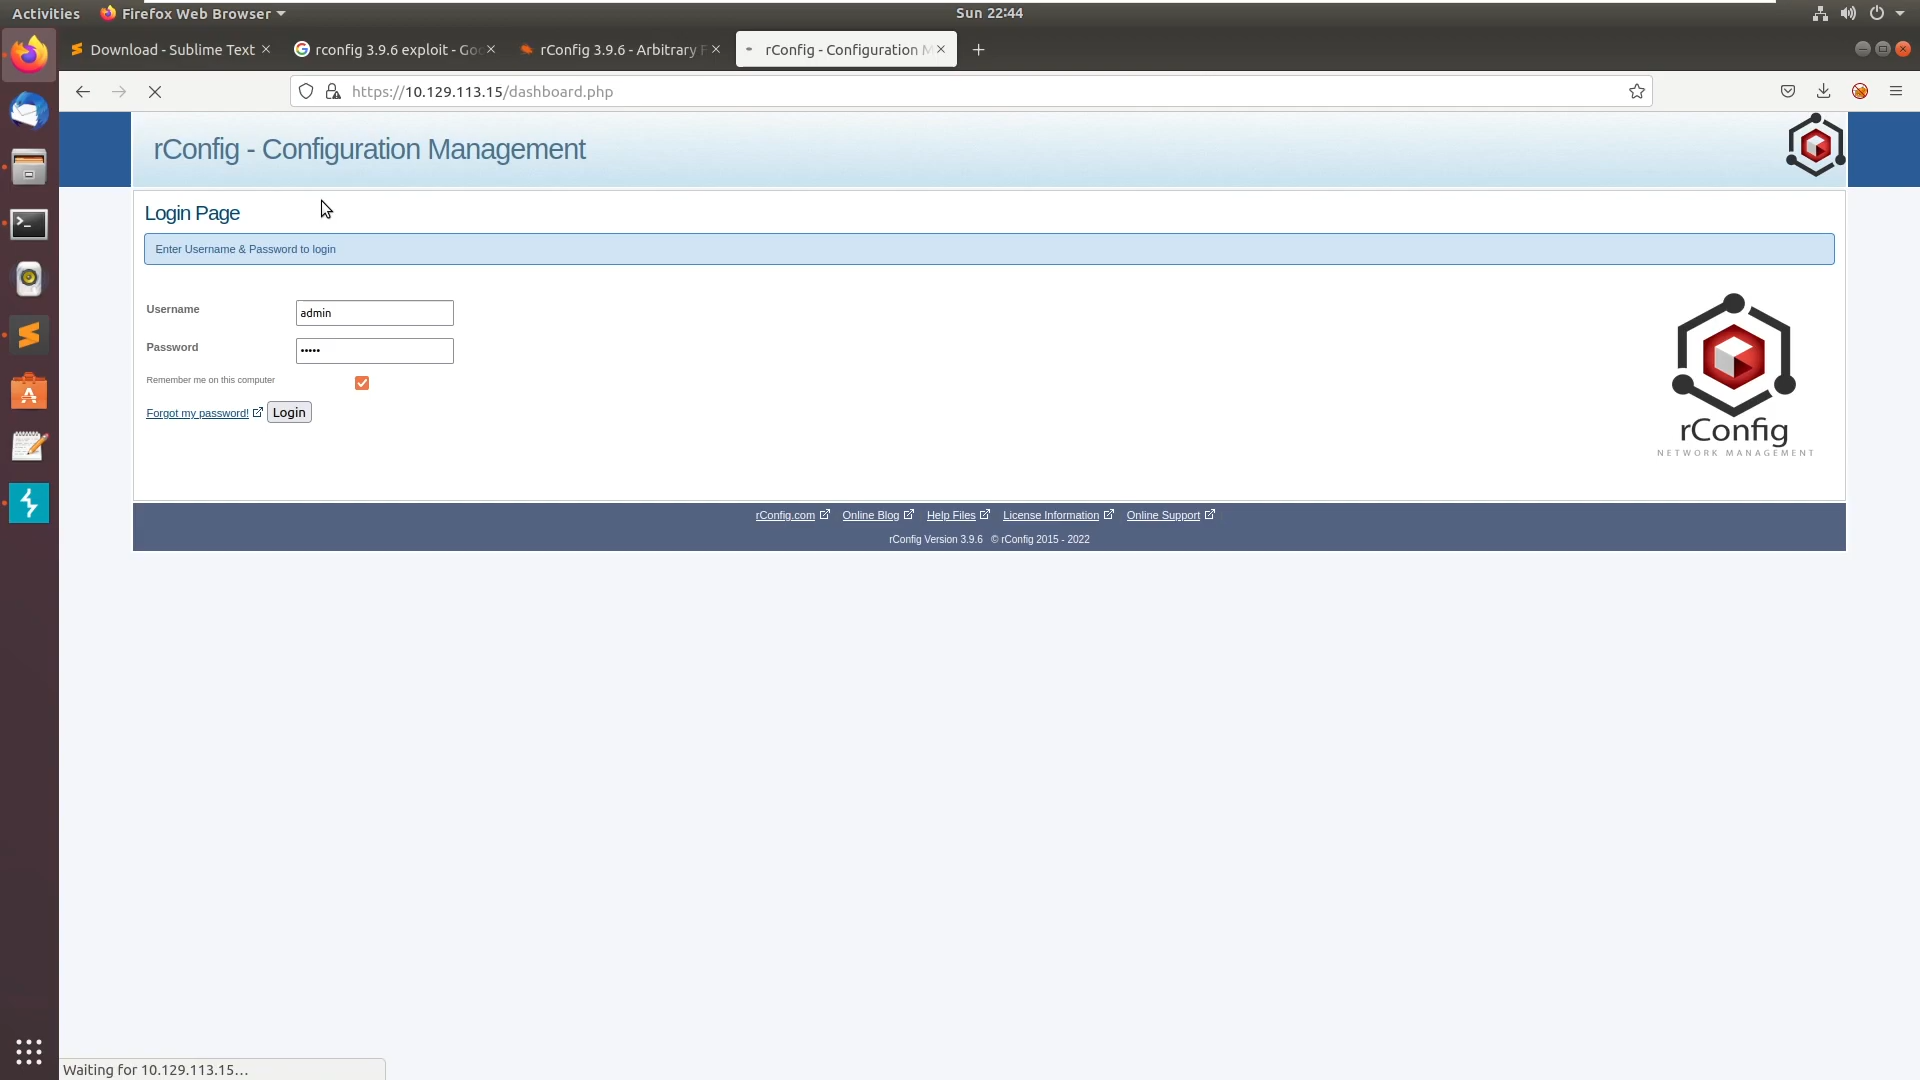 Activities Firefox Web Browser Sun 22:44
Download - Sublime Text rconfig 3.9.6 exploit - Goo rConfig 3.9.6 - Arbitrary F rConfig - Configuration M
https://10.129.113.15/dashboard.php
rConfig - Configuration Management
Login Page
Enter Username & Password to login
Username admin
Password •••••
Remember me on this computer
Forgot my password! Login
rConfig
NETWORK MANAGEMENT
rConfig.com Online Blog Help Files License Information Online Support
rConfig Version 3.9.6 © rConfig 2015 - 2022
Waiting for 10.129.113.15…